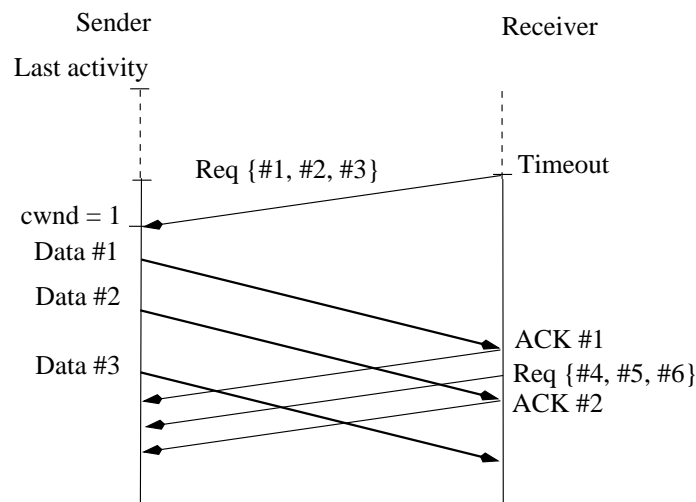 Sender
Receiver
Last activity
Req {#1, #2, #3}
Timeout
cwnd = 1
Data #1
Data #2
ACK #1
Data #3
Req {#4, #5, #6}
ACK #2